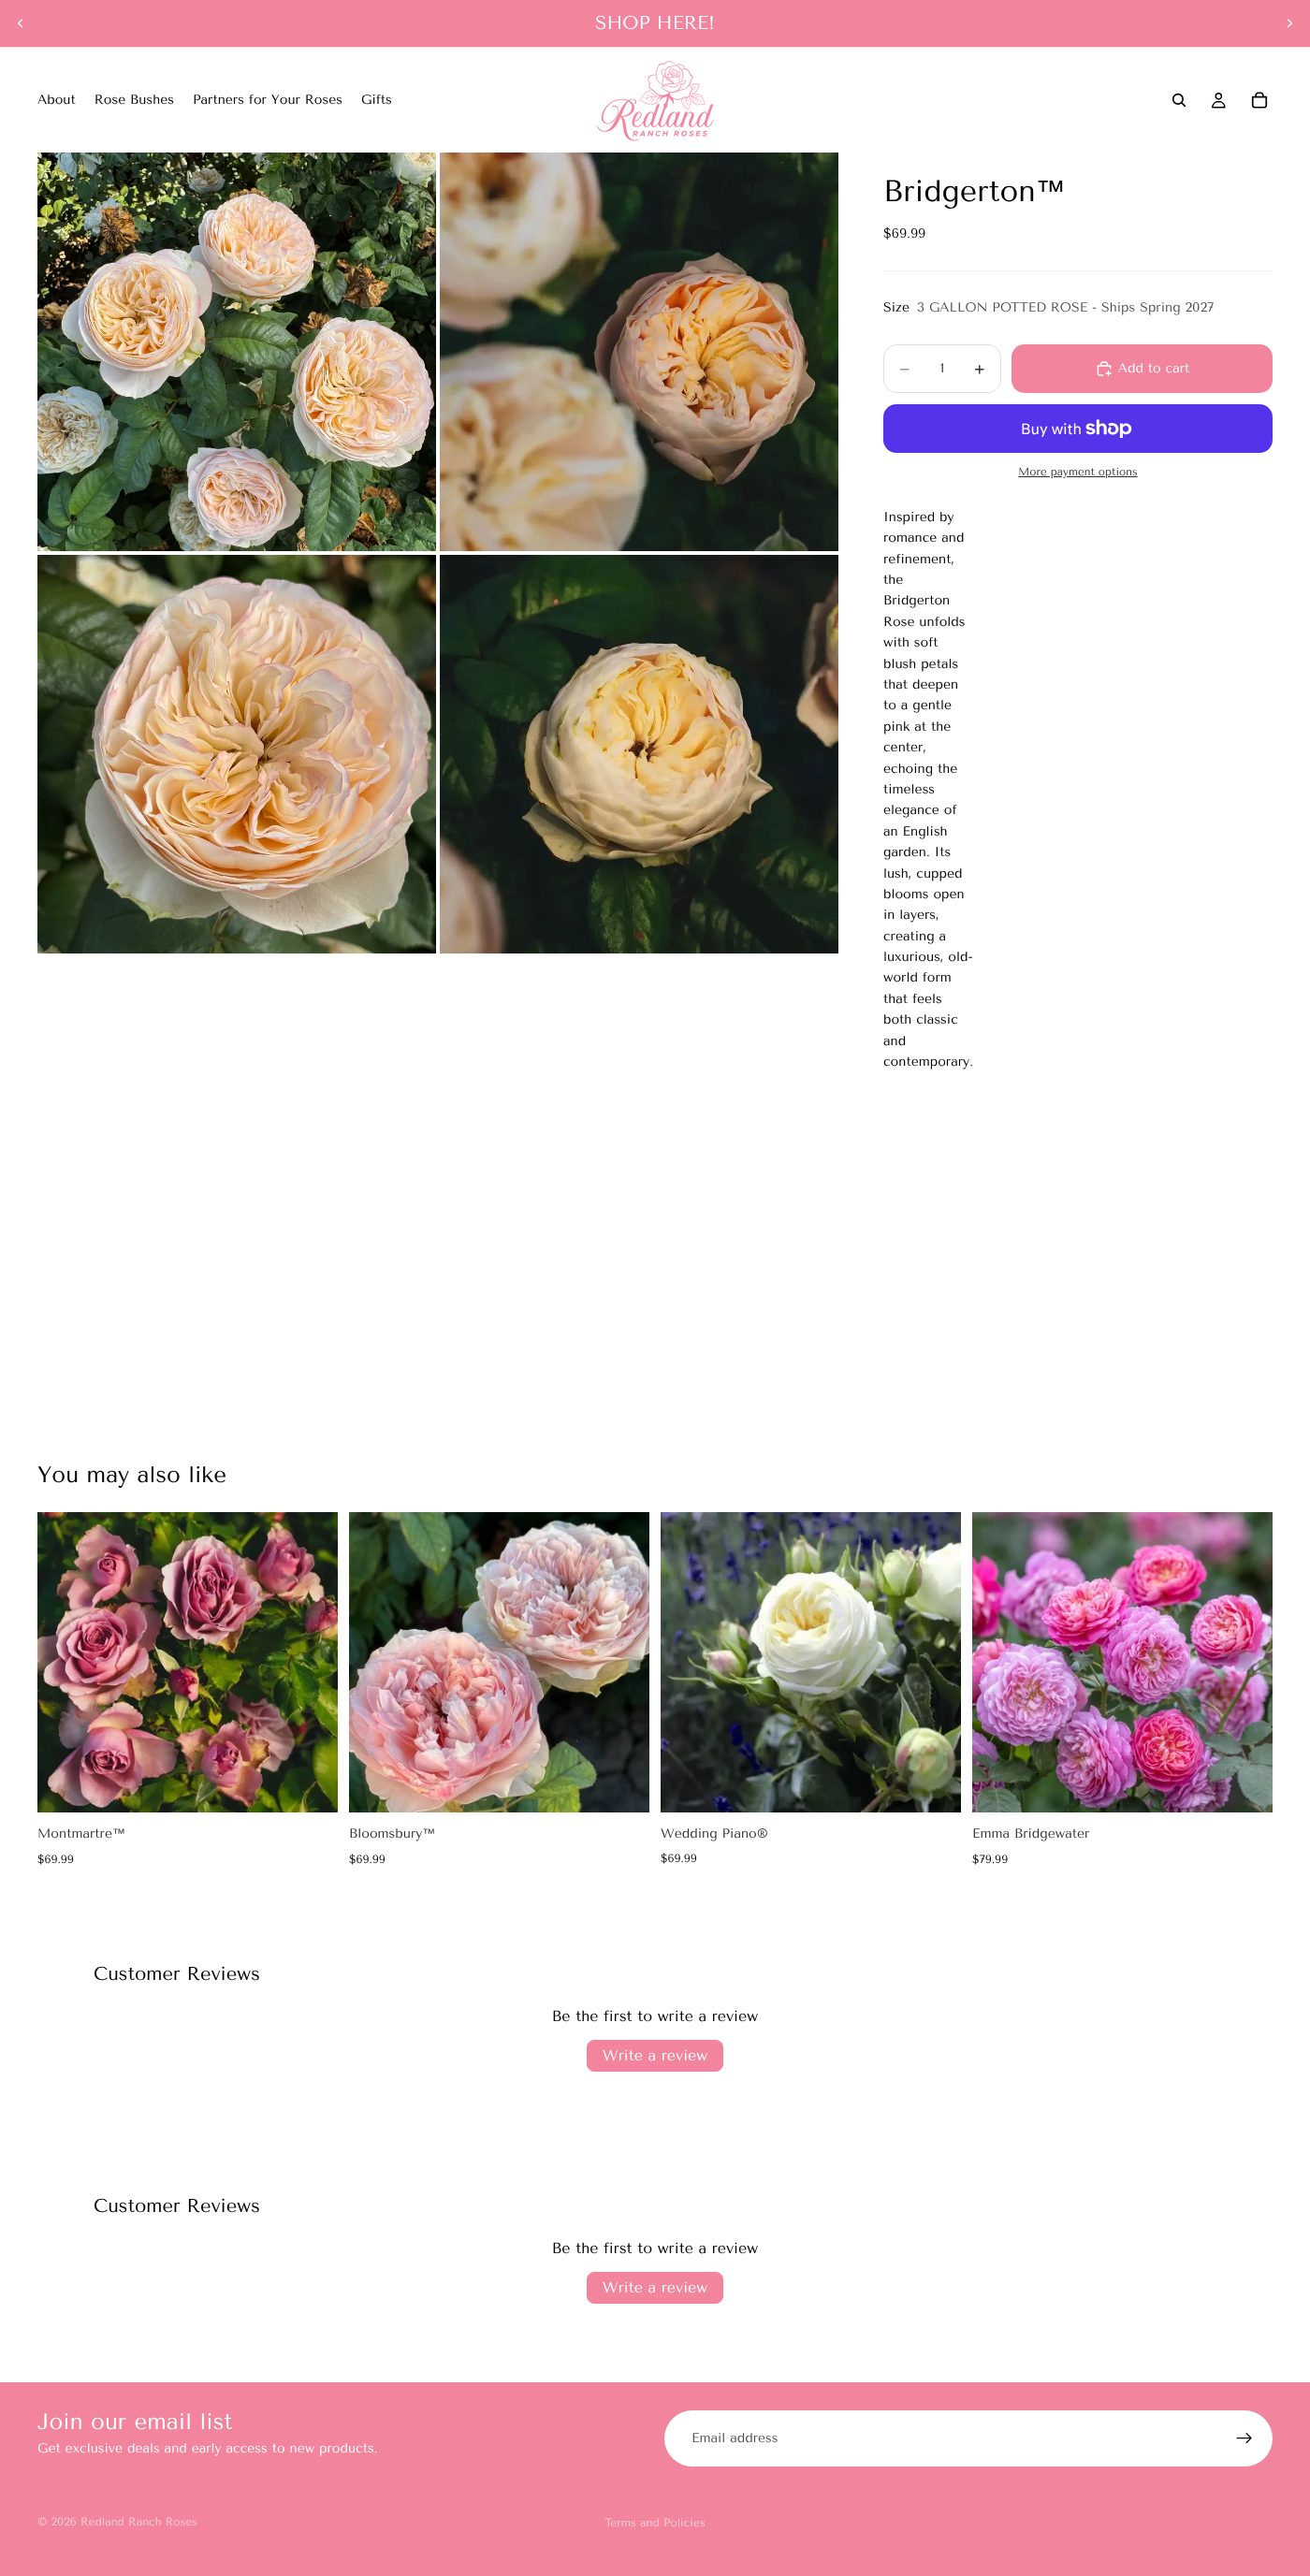 SHOP HERE!
About Rose Bushes Partners for Your Roses Gifts
Redland
RANCH ROSES
Bridgerton™
$69.99
Size 3 GALLON POTTED ROSE - Ships Spring 2027
1
Add to cart
Buy with shop
More payment options
Inspired by
romance and
refinement,
the
Bridgerton
Rose unfolds
with soft
blush petals
that deepen
to a gentle
pink at the
center,
echoing the
timeless
elegance of
an English
garden. Its
lush, cupped
blooms open
in layers,
creating a
luxurious, old-
world form
that feels
both classic
and
contemporary.
You may also like
Montmartre™
$69.99
Bloomsbury™
$69.99
Wedding Piano®
$69.99
Emma Bridgewater
$79.99
Customer Reviews
Be the first to write a review
Write a review
Customer Reviews
Be the first to write a review
Write a review
Join our email list
Get exclusive deals and early access to new products.
Email address
© 2026 Redland Ranch Roses
Terms and Policies